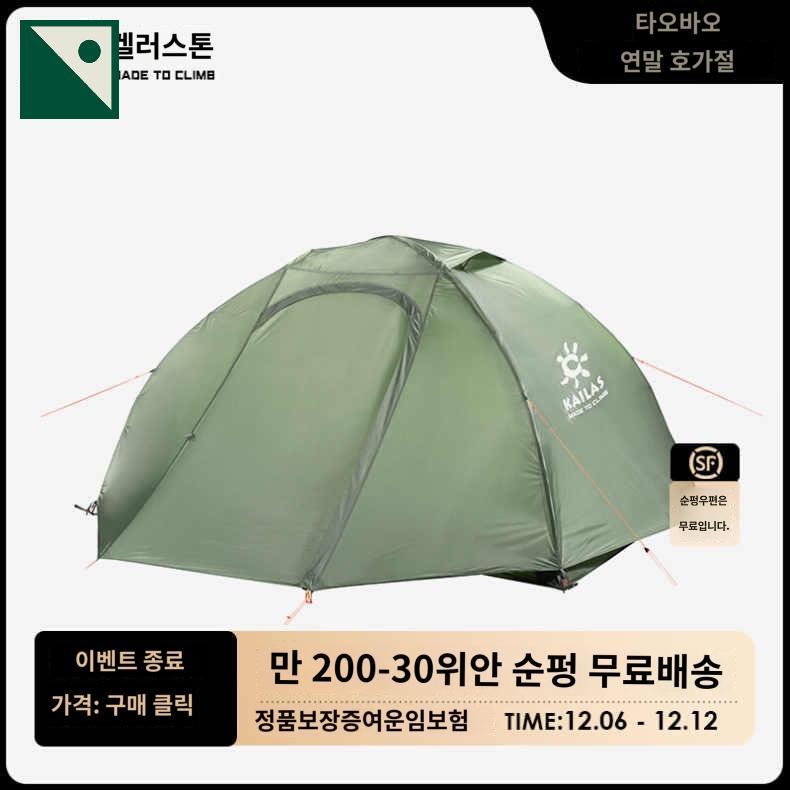 타오바오
연말 호가절
벨러스톤
MADE TO CLIMB
KAILAS
MADE TO CLIMB
SF
순펑우편은
무료입니다.
이벤트 종료
가격: 구매 클릭
만 200-30위안 순펑 무료배송
정품보장증여운임보험 TIME:12.06 - 12.12